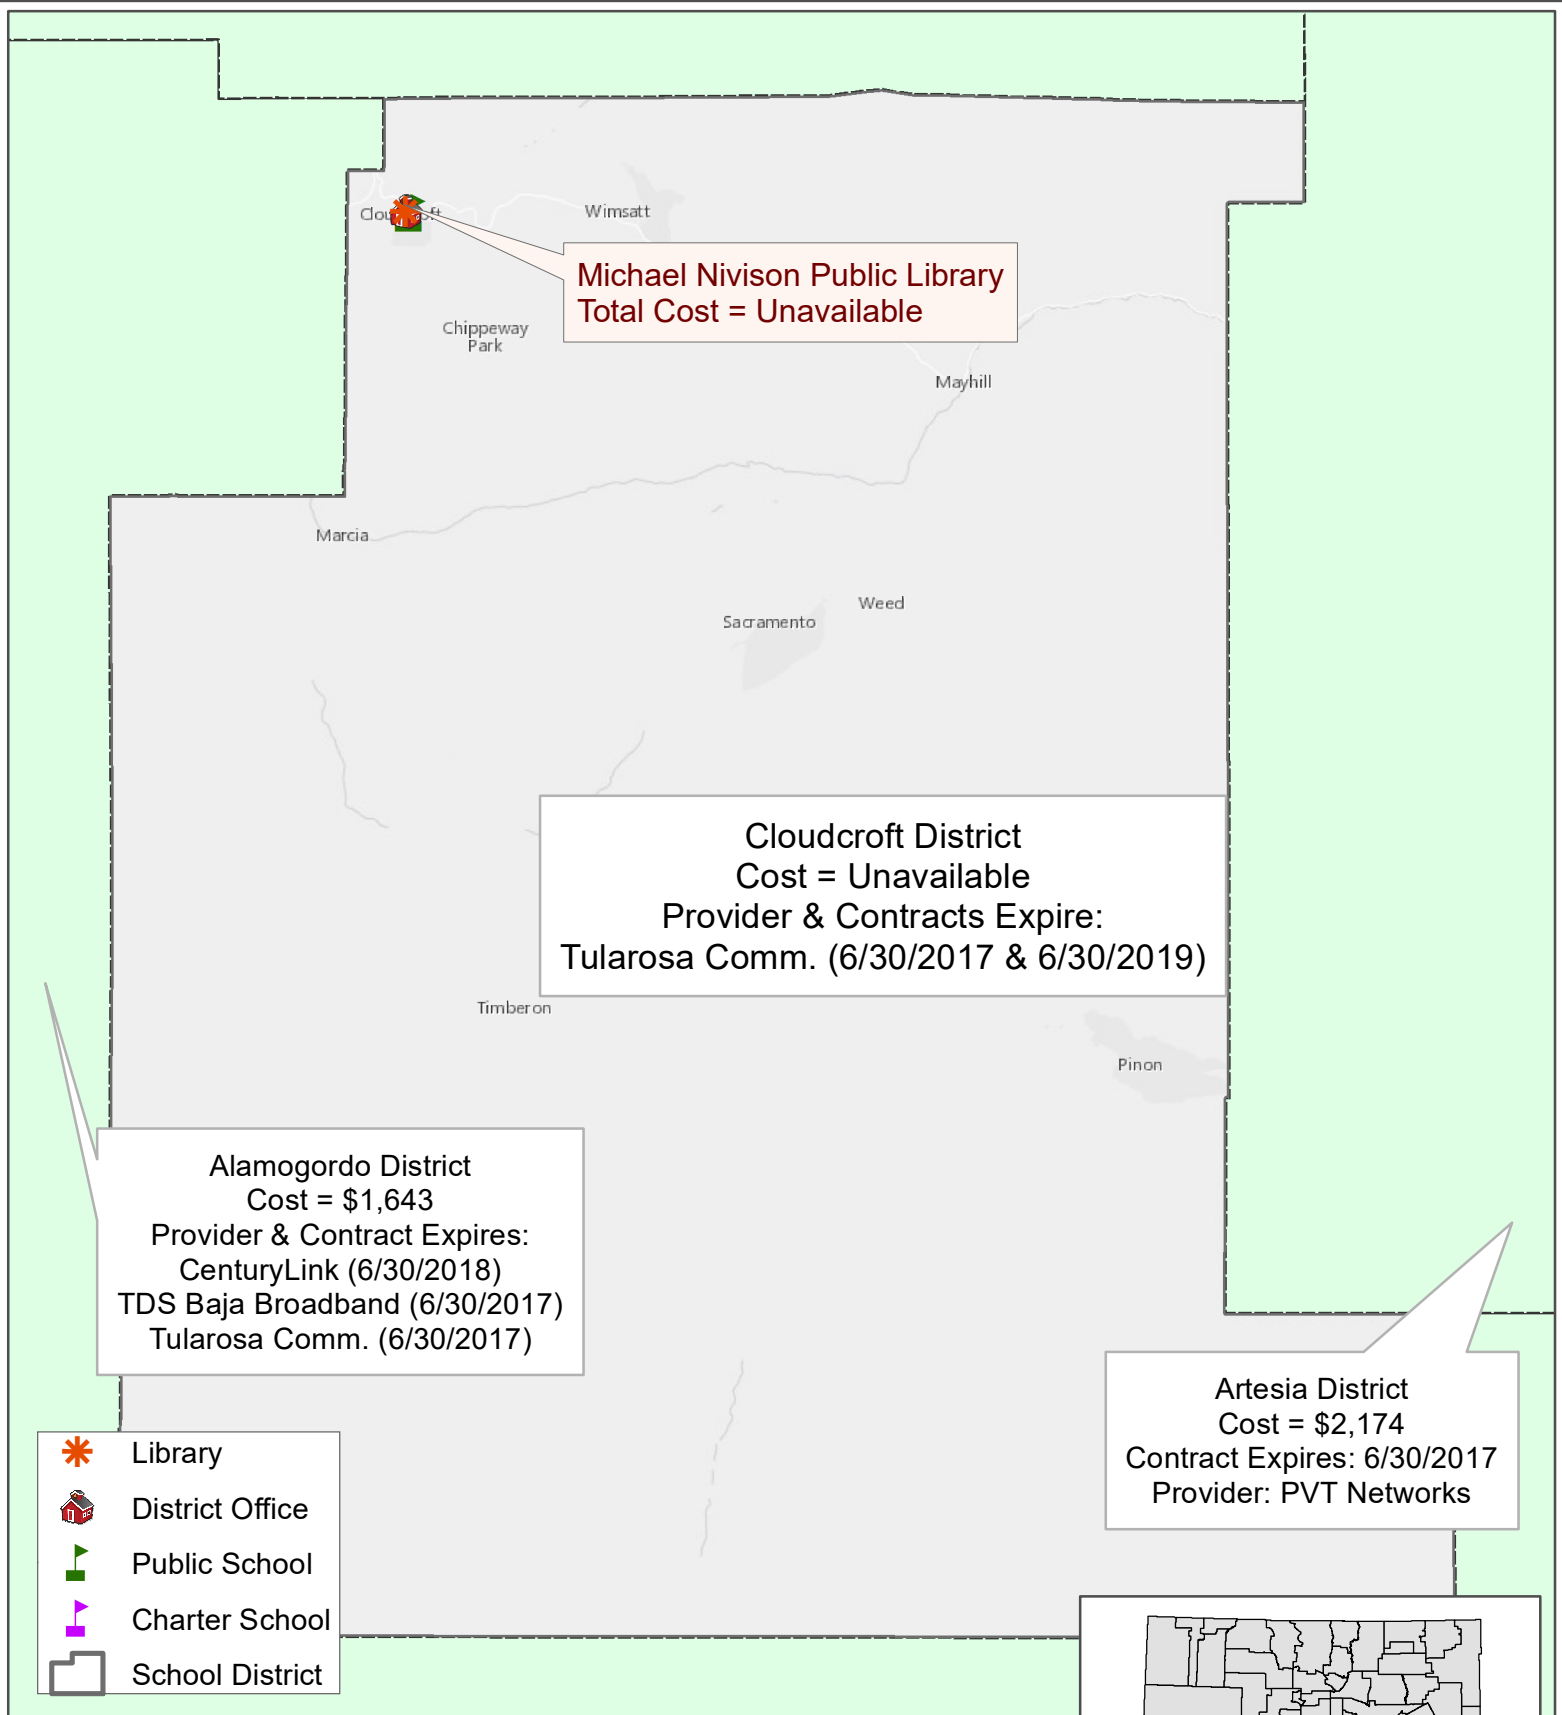 Wimsatt
Michael Nivison Public Library
Total Cost = Unavailable
Chippeway
Park
Mayhill
Marcia
Weed
Sacramento
Cloudcroft District
Cost = Unavailable
Provider & Contracts Expire:
Tularosa Comm. (6/30/2017 & 6/30/2019)
Timberon
Pinon
Alamogordo District
Cost = $1,643
Provider & Contract Expires:
CenturyLink (6/30/2018)
TDS Baja Broadband (6/30/2017)
Tularosa Comm. (6/30/2017)
Artesia District
Cost = $2,174
Contract Expires: 6/30/2017
Provider: PVT Networks
Library
District Office
Public School
Charter School
School District